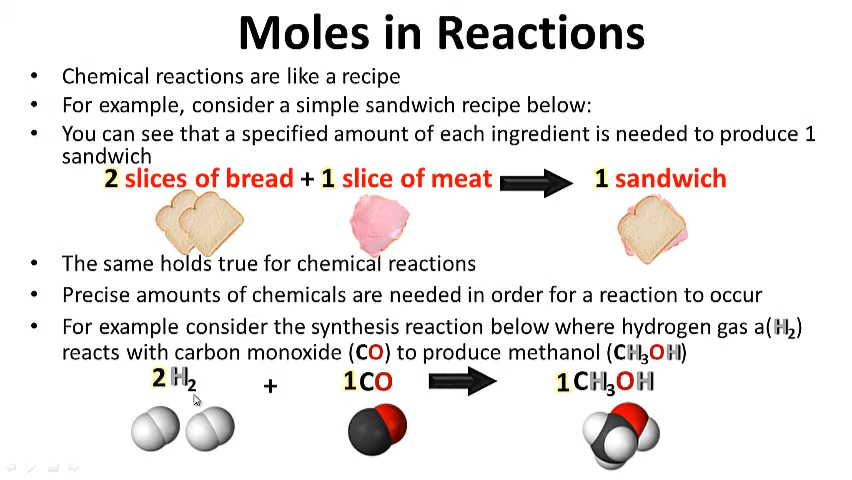 Moles in Reactions
• Chemical reactions are like a recipe
• For example, consider a simple sandwich recipe below:
• You can see that a specified amount of each ingredient is needed to produce 1
sandwich
2 slices of bread + 1 slice of meat 1 sandwich
• The same holds true for chemical reactions
• Precise amounts of chemicals are needed in order for a reaction to occur
• For example consider the synthesis reaction below where hydrogen gas a(H₂)
reacts with carbon monoxide (CO) to produce methanol (CH₃OH)
2 H₂ + 1 CO 1 CH₃OH